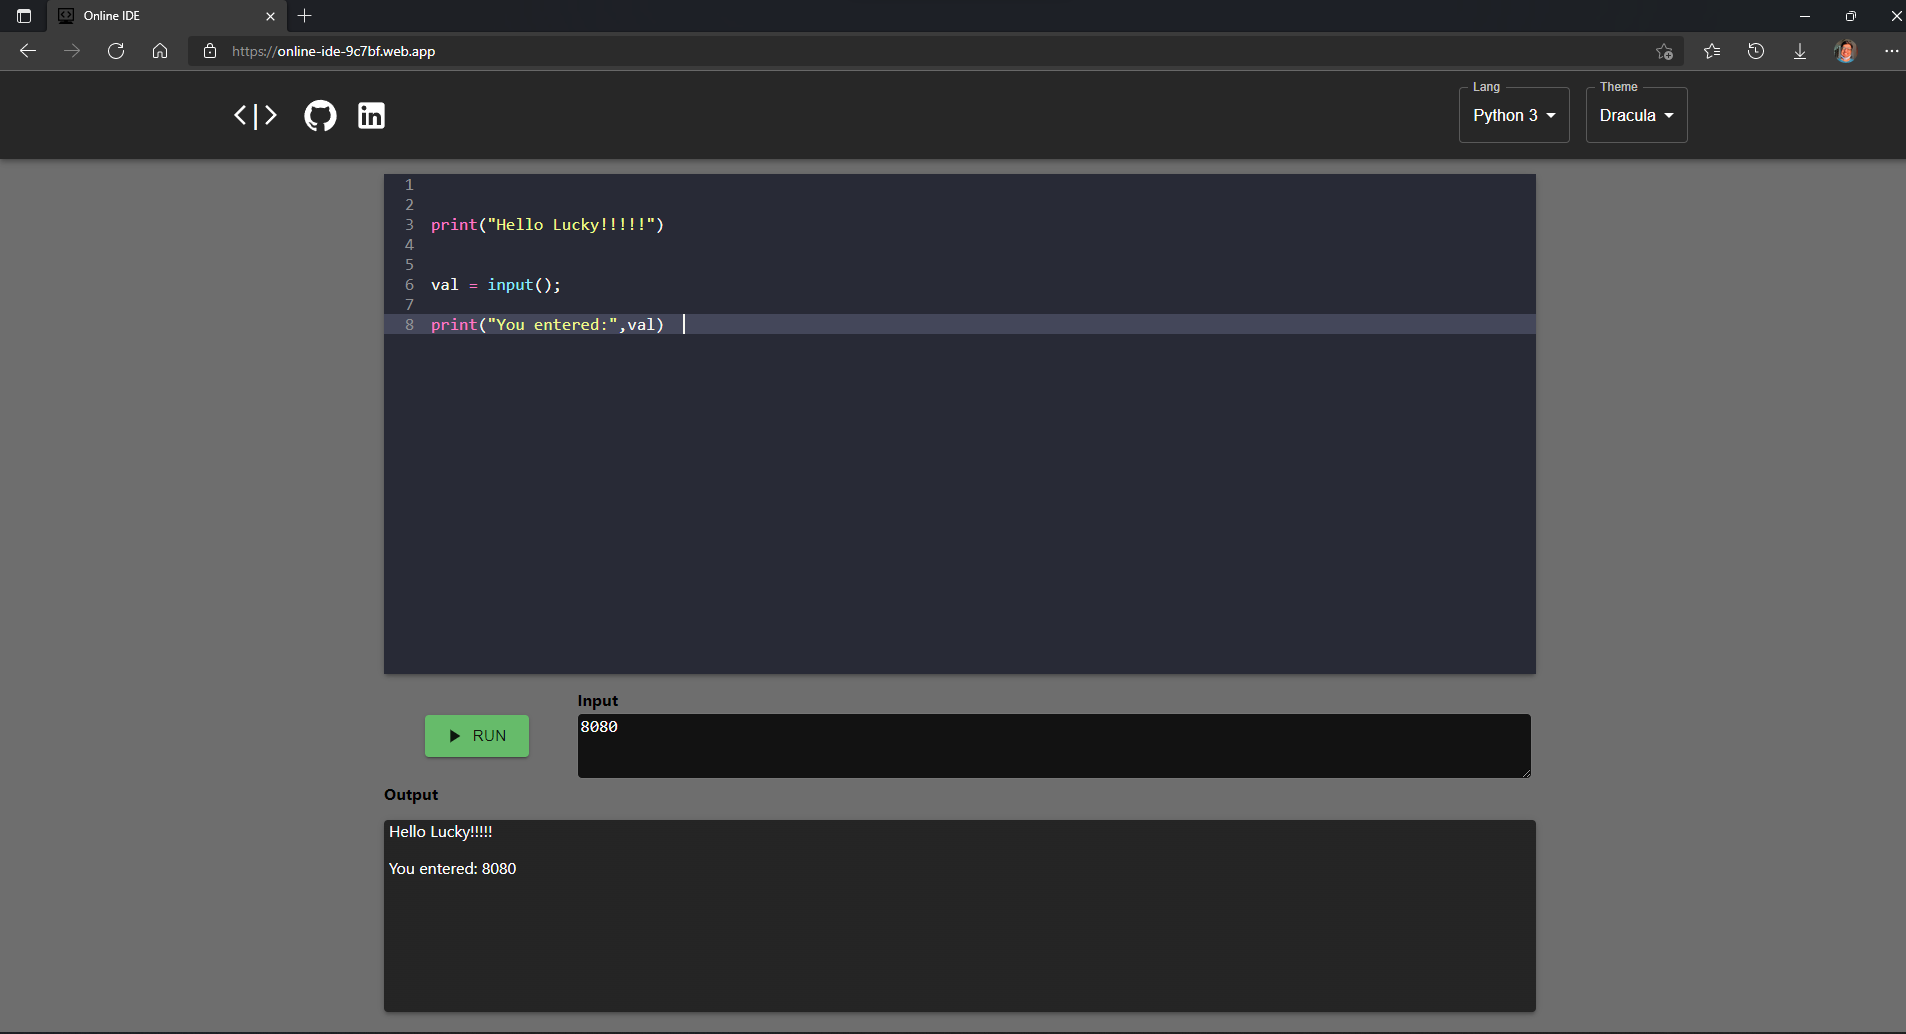 Online IDE
https://online-ide-9c7bf.web.app
Lang
Python 3
Theme
Dracula
1
2
3 print("Hello Lucky!!!!!")
4
5
6 val = input();
7
8 print("You entered:",val)
Input
RUN
8080
Output
Hello Lucky!!!!!
You entered: 8080